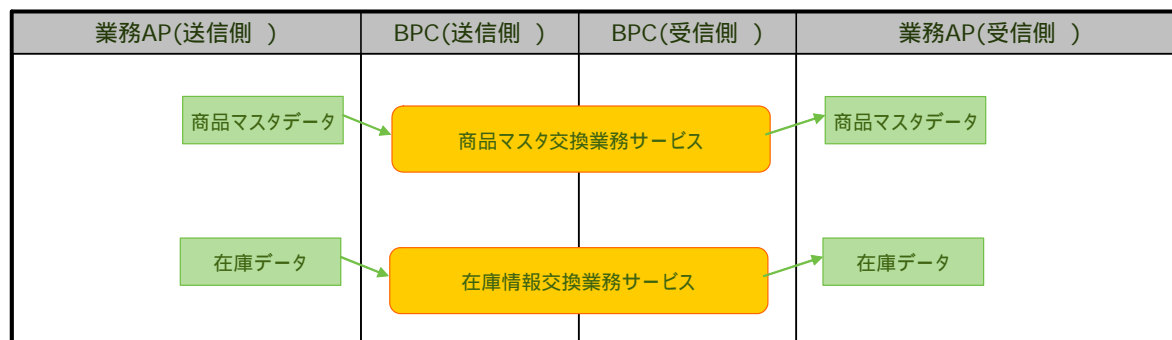 業務AP(送信側 )
BPC(送信側 )
BPC(受信側 )
業務AP(受信側 )
商品マスタデータ
商品マスタ交換業務サービス
商品マスタデータ
在庫データ
在庫情報交換業務サービス
在庫データ